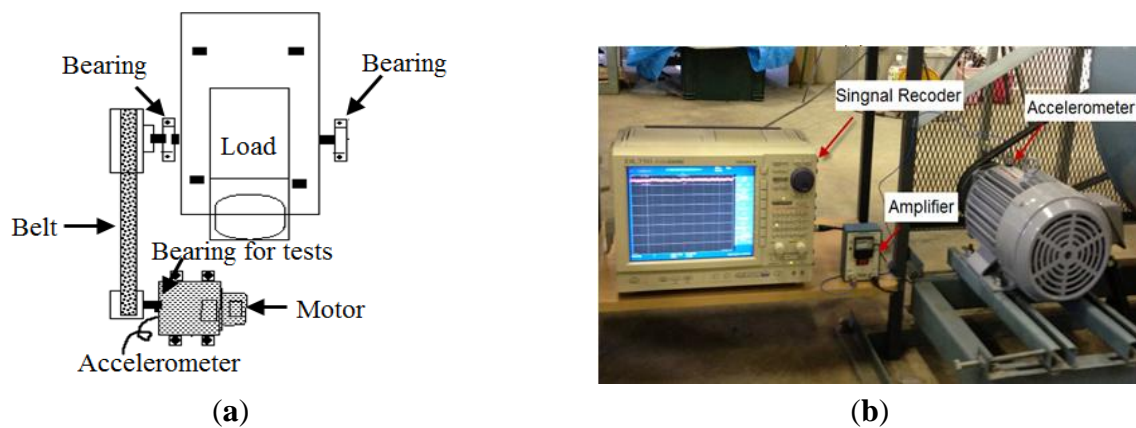 Bearing
Bearing
Load
Belt
Bearing for tests
Motor
Accelerometer
(a)
Singnal Recoder
Accelerometer
Amplifier
(b)